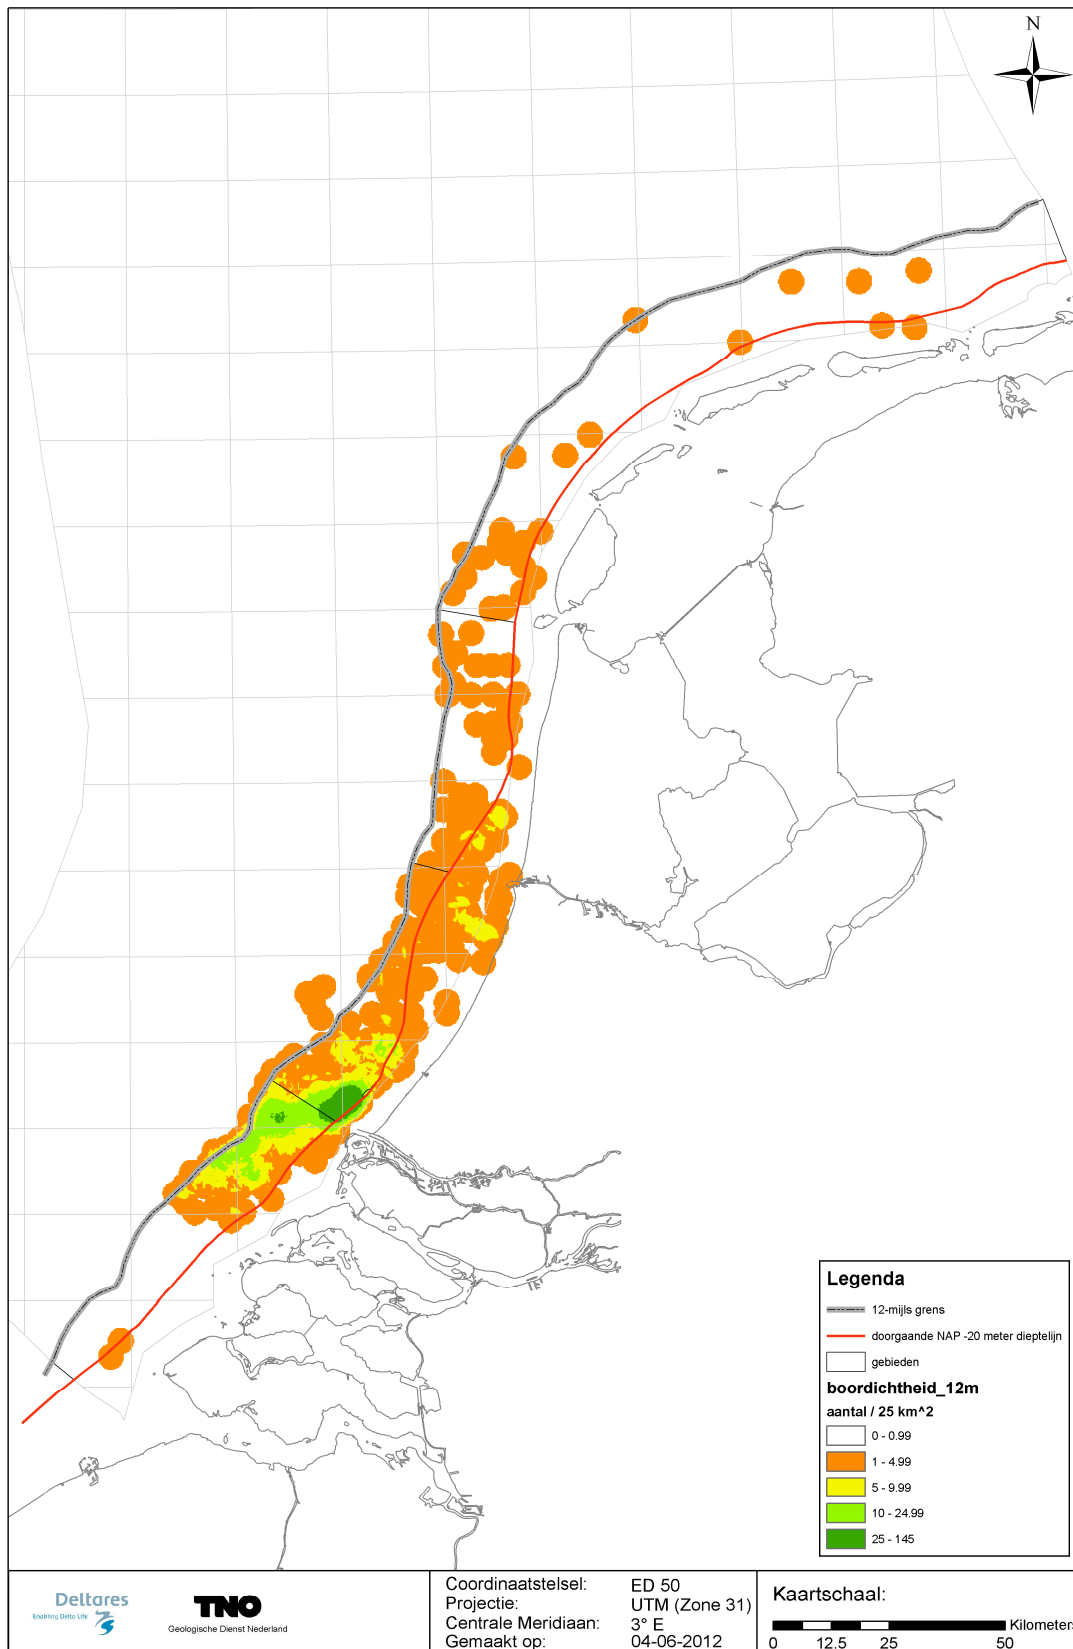 N
Legenda
12-mijls grens
doorgaande NAP -20 meter dieptelijn
gebieden
boordichtheid_12m
aantal / 25 km^2
0 - 0.99
1 - 4.99
5 - 9.99
10 - 24.99
25 - 145
Deltares
Enabling Delta Life
TNO
Geologische Dienst Nederland
Coordinaatstelsel: ED 50
Projectie: UTM (Zone 31)
Centrale Meridiaan: 3° E
Gemaakt op: 04-06-2012
Kaartschaal:
Kilometers
0 12.5 25 50